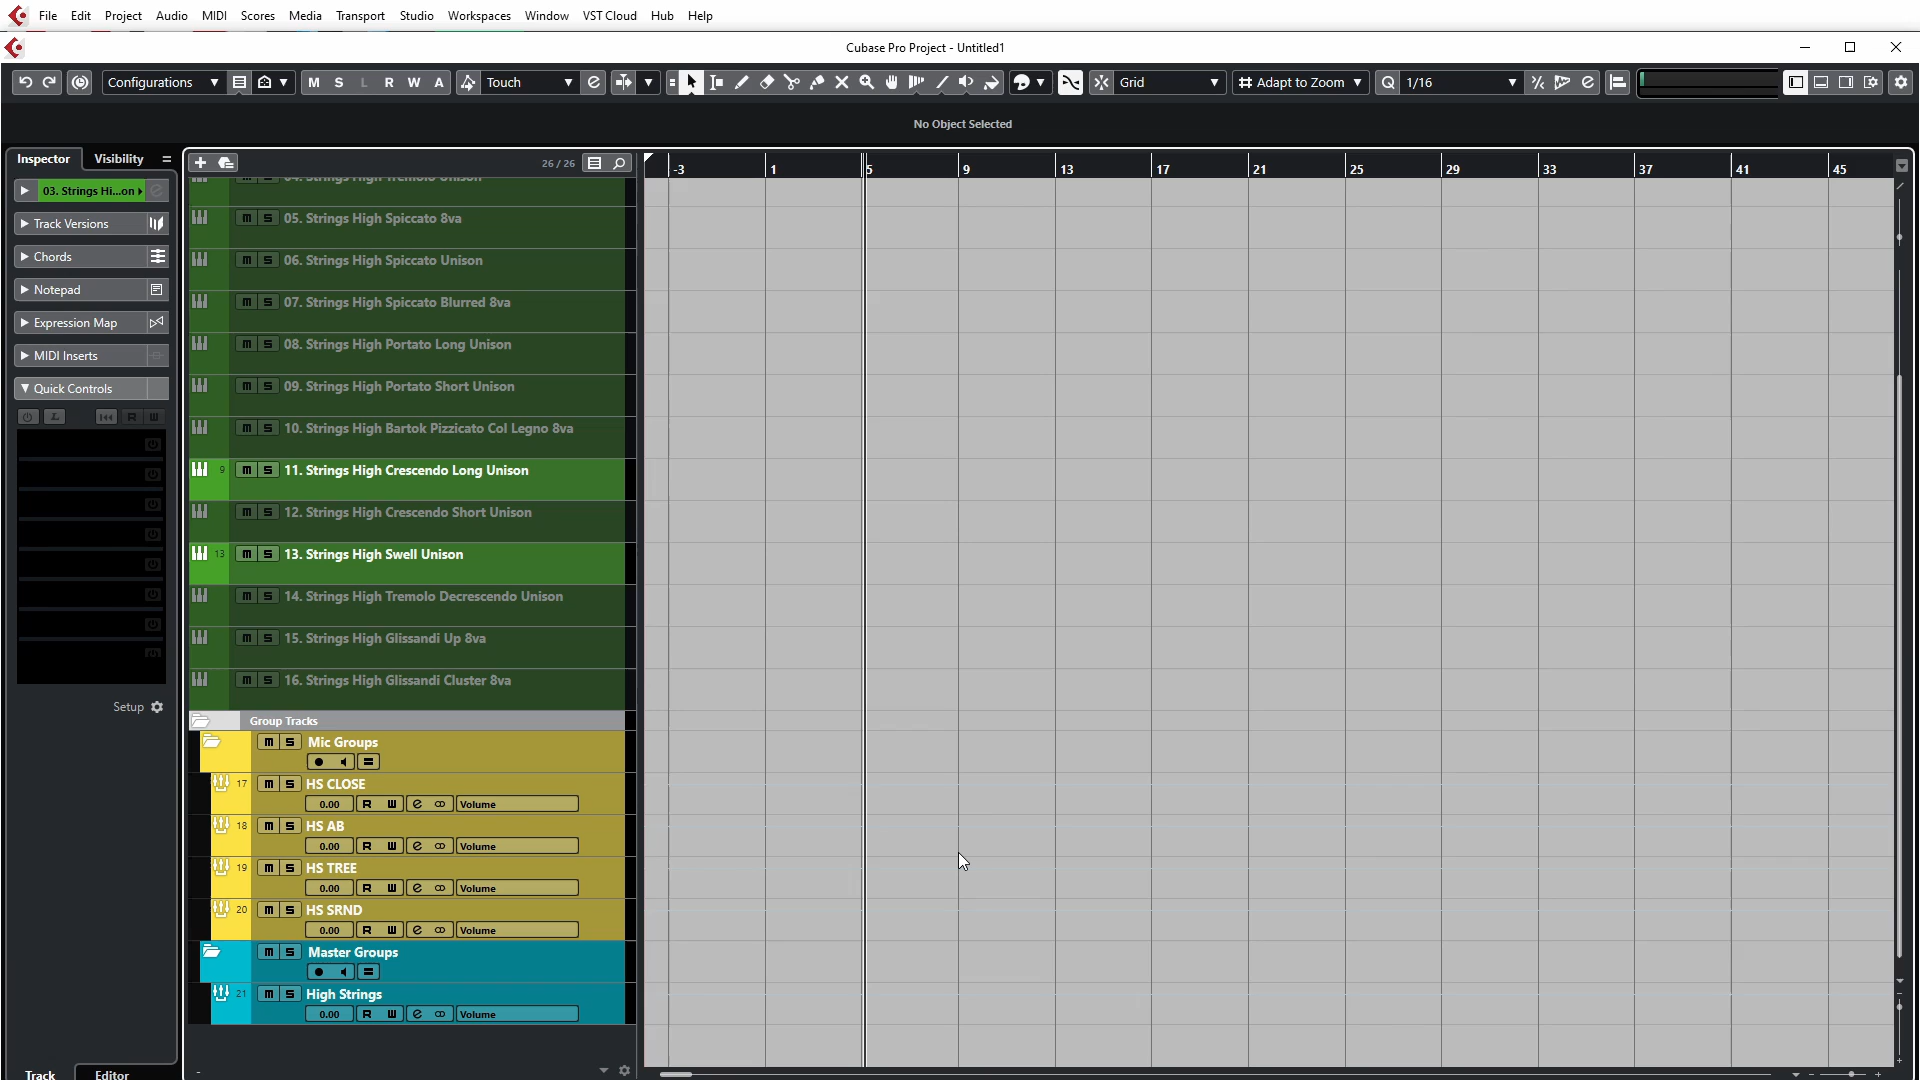 File Edit Project Audio MIDI Scores Media Transport Studio Workspaces Window VST Cloud Hub Help
Cubase Pro Project - Untitled1
Configurations M S L R W A Touch Grid Adapt to Zoom Q 1/16
No Object Selected
Inspector Visibility
26 / 26
-3 1 5 9 13 17 21 25 29 33 37 41 45
03. Strings Hi...on
Track Versions
Chords
Notepad
Expression Map
MIDI Inserts
Quick Controls
R W
Setup
Track Editor
04. Strings High Tremolo Unison
m S 05. Strings High Spiccato 8va
m S 06. Strings High Spiccato Unison
m S 07. Strings High Spiccato Blurred 8va
m S 08. Strings High Portato Long Unison
m S 09. Strings High Portato Short Unison
m S 10. Strings High Bartok Pizzicato Col Legno 8va
9 m S 11. Strings High Crescendo Long Unison
m S 12. Strings High Crescendo Short Unison
13 m S 13. Strings High Swell Unison
m S 14. Strings High Tremolo Decrescendo Unison
m S 15. Strings High Glissandi Up 8va
m S 16. Strings High Glissandi Cluster 8va
Group Tracks
m S Mic Groups
17 m S HS CLOSE
0.00 R W e Volume
18 m S HS AB
0.00 R W e Volume
19 m S HS TREE
0.00 R W e Volume
20 m S HS SRND
0.00 R W e Volume
m S Master Groups
21 m S High Strings
0.00 R W e Volume